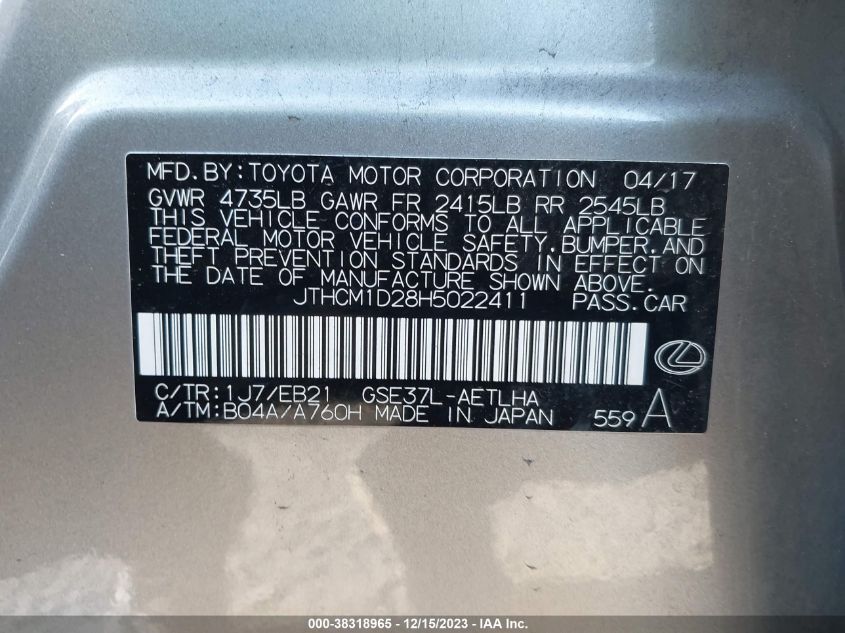 MFD.BY:TOYOTA MOTOR CORPORATION 04/17
GVWR 4735LB GAWR FR 2415LB RR 2545LB
THIS VEHICLE CONFORMS TO ALL APPLICABLE
FEDERAL MOTOR VEHICLE SAFETY,BUMPER,AND
THEFT PREVENTION STANDARDS IN EFFECT ON
THE DATE OF MANUFACTURE SHOWN ABOVE.
JTHCM1D28H5022411 PASS.CAR
C/TR:1J7/EB21 GSE37L-AETLHA
A/TM:B04A/A760H MADE IN JAPAN 559A
000-38318965 - 12/15/2023 - IAA Inc.